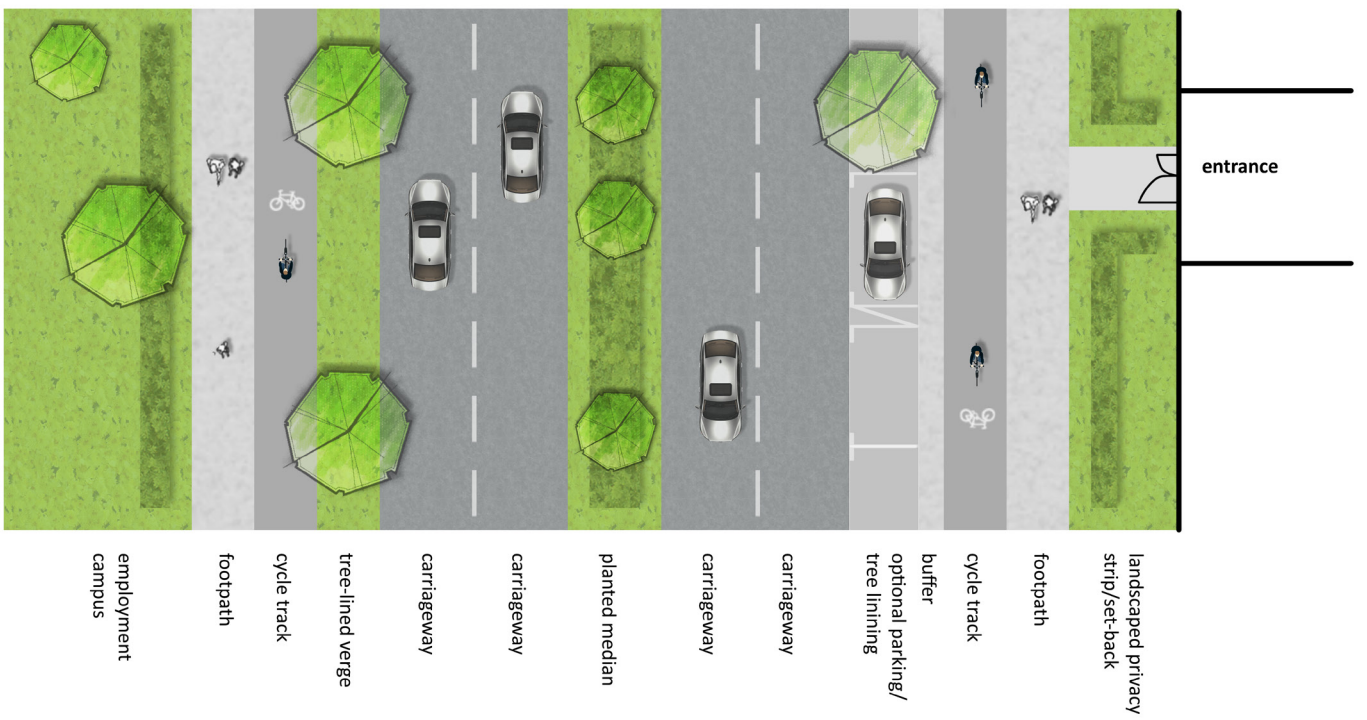 entrance
employment
campus
footpath
cycle track
tree-lined verge
carriageway
carriageway
planted median
carriageway
carriageway
optional parking/
tree linining
buffer
cycle track
footpath
landscaped privacy
strip/set-back